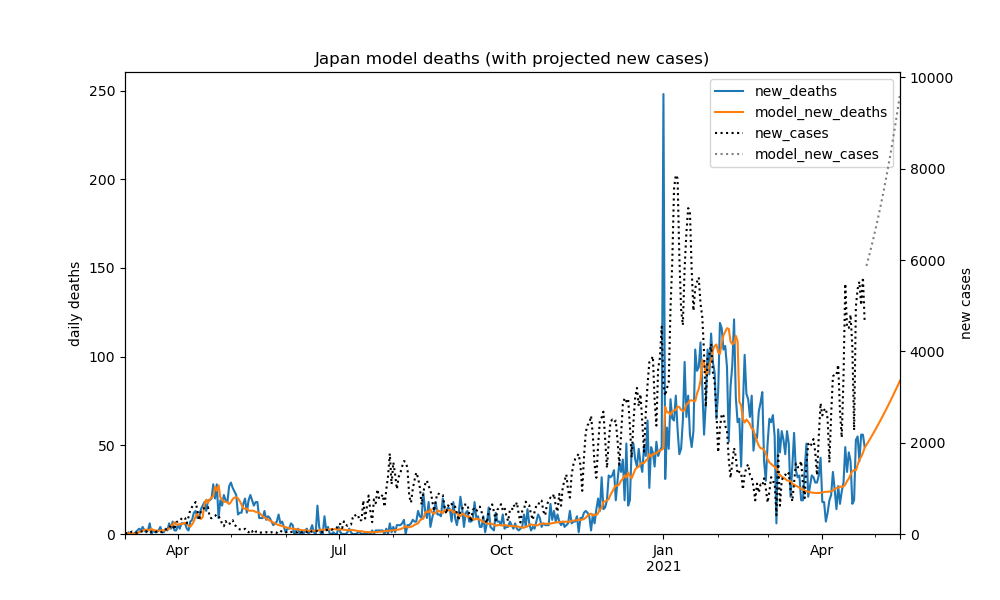 Japan model deaths (with projected new cases)
new_deaths
model_new_deaths
new_cases
model_new_cases
daily deaths
250
200
150
100
50
0
10000
8000
6000
4000
2000
0
new cases
Apr
Jul
Oct
Jan
2021
Apr